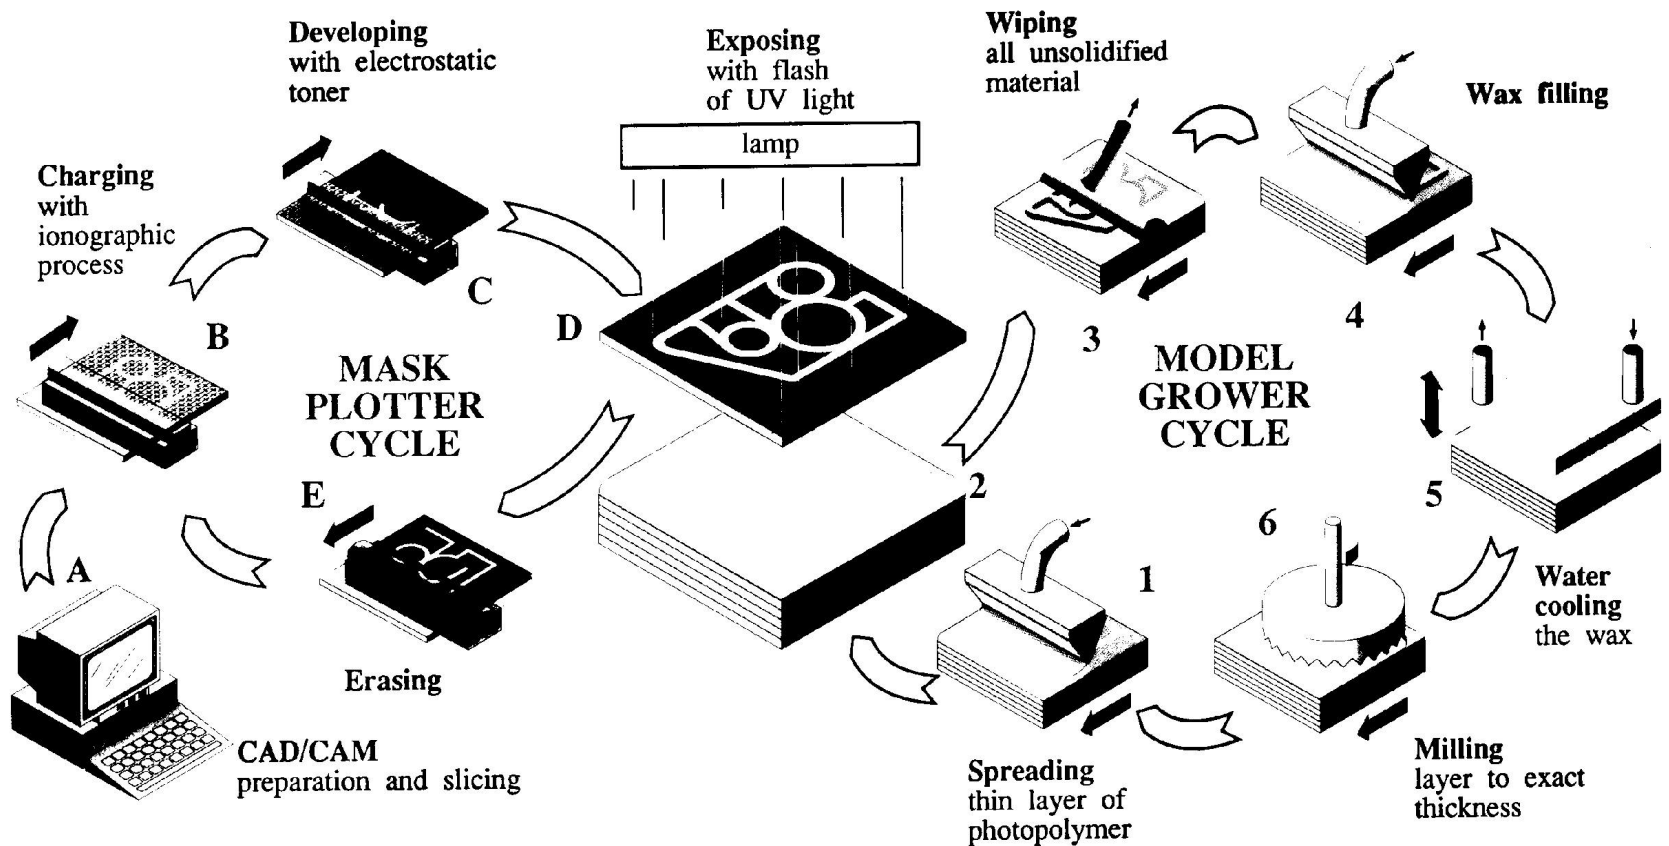 Developing
with electrostatic
toner
Exposing
with flash
of UV light
lamp
Wiping
all unsolidified
material
Wax filling
Charging
with
ionographic
process
B
C
D
3
4
MASK
PLOTTER
CYCLE
MODEL
GROWER
CYCLE
E
2
5
6
A
1
Water
cooling
the wax
Erasing
CAD/CAM
preparation and slicing
Spreading
thin layer of
photopolymer
Milling
layer to exact
thickness